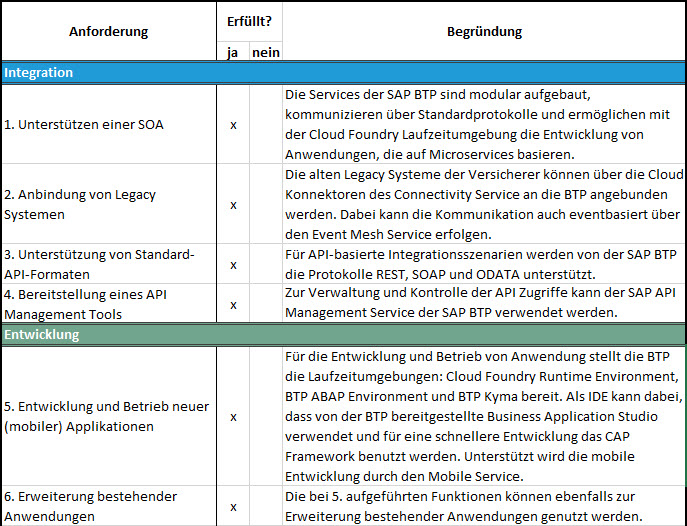 Anforderung
Erfüllt?
ja
nein
Begründung
Integration
1. Unterstützen einer SOA
x
Die Services der SAP BTP sind modular aufgebaut,
kommunizieren über Standardprotokolle und ermöglichen mit
der Cloud Foundry Laufzeitumgebung die Entwicklung von
Anwendungen, die auf Microservices basieren.
2. Anbindung von Legacy
Systemen
x
Die alten Legacy Systeme der Versicherer können über die Cloud
Konnektoren des Connectivity Service an die BTP angebunden
werden. Dabei kann die Kommunikation auch eventbasiert über
den Event Mesh Service erfolgen.
3. Unterstützung von Standard-
API-Formaten
x
Für API-basierte Integrationsszenarien werden von der SAP BTP
die Protokolle REST, SOAP und ODATA unterstützt.
4. Bereitstellung eines API
Management Tools
x
Zur Verwaltung und Kontrolle der API Zugriffe kann der SAP API
Management Service der SAP BTP verwendet werden.
Entwicklung
5. Entwicklung und Betrieb neuer
(mobiler) Applikationen
x
Für die Entwicklung und Betrieb von Anwendung stellt die BTP
die Laufzeitumgebungen: Cloud Foundry Runtime Environment,
BTP ABAP Environment und BTP Kyma bereit. Als IDE kann dabei,
dass von der BTP bereitgestellte Business Application Studio
verwendet und für eine schnellere Entwicklung das CAP
Framework benutzt werden. Unterstützt wird die mobile
Entwicklung durch den Mobile Service.
6. Erweiterung bestehender
Anwendungen
x
Die bei 5. aufgeführten Funktionen können ebenfalls zur
Erweiterung bestehender Anwendungen genutzt werden.